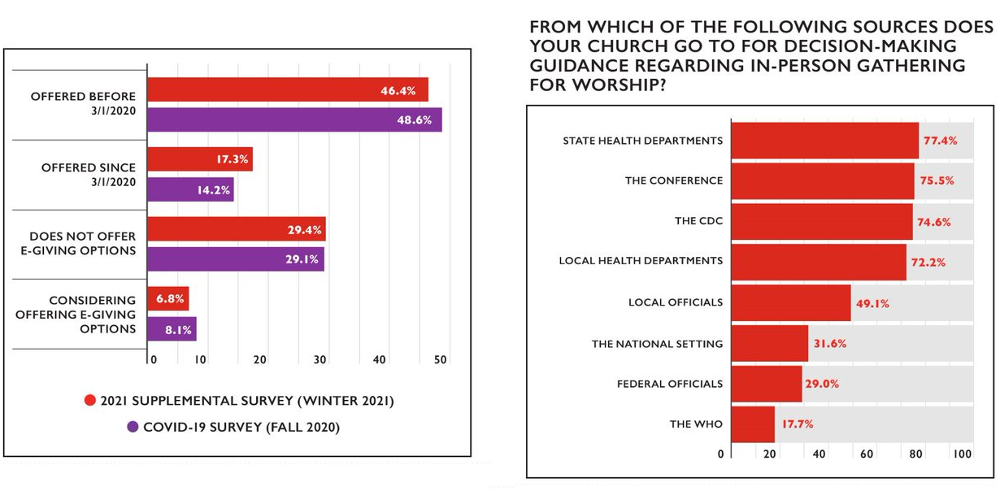 OFFERED BEFORE
3/1/2020
46.4%
48.6%
OFFERED SINCE
3/1/2020
17.3%
14.2%
DOES NOT OFFER
E-GIVING OPTIONS
29.4%
29.1%
CONSIDERING
OFFERING E-GIVING
OPTIONS
6.8%
8.1%
0 10 20 30 40 50
2021 SUPPLEMENTAL SURVEY (WINTER 2021)
COVID-19 SURVEY (FALL 2020)
FROM WHICH OF THE FOLLOWING SOURCES DOES
YOUR CHURCH GO TO FOR DECISION-MAKING
GUIDANCE REGARDING IN-PERSON GATHERING
FOR WORSHIP?
STATE HEALTH DEPARTMENTS 77.4%
THE CONFERENCE 75.5%
THE CDC 74.6%
LOCAL HEALTH DEPARTMENTS 72.2%
LOCAL OFFICIALS 49.1%
THE NATIONAL SETTING 31.6%
FEDERAL OFFICIALS 29.0%
THE WHO 17.7%
0 20 40 60 80 100